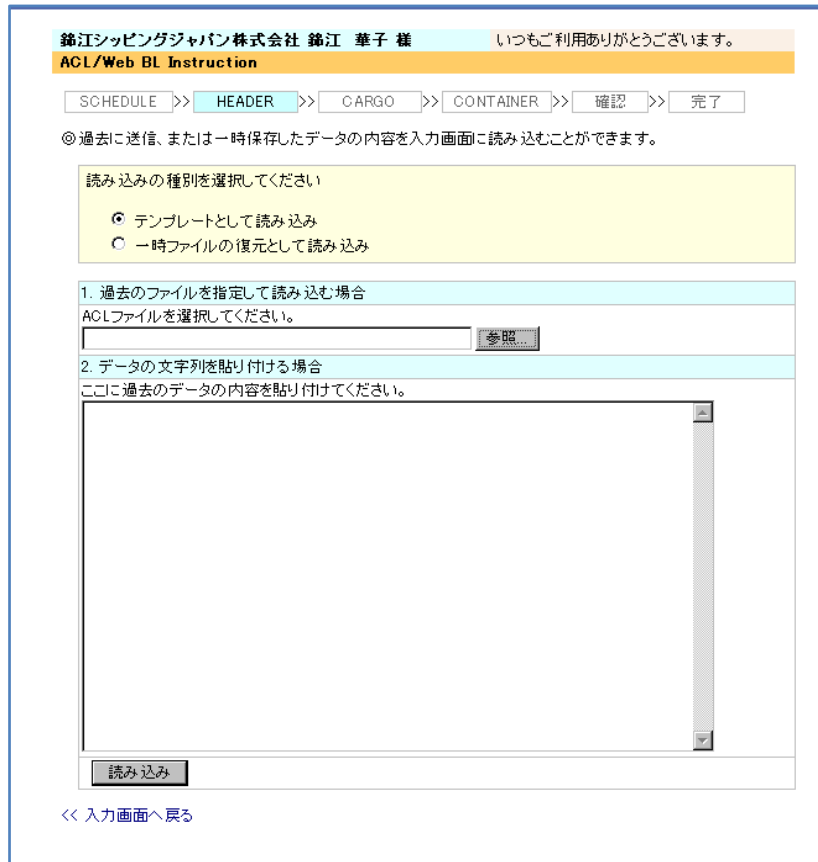 錦江シッピングジャパン株式会社 錦江　華子 様 いつもご利用ありがとうございます。
ACL/Web BL Instruction
SCHEDULE >> HEADER >> CARGO >> CONTAINER >> 確認 >> 完了
◎過去に送信、または一時保存したデータの内容を入力画面に読み込むことができます。
読み込みの種別を選択してください
テンプレートとして読み込み
一時ファイルの復元として読み込み
1. 過去のファイルを指定して読み込む場合
ACLファイルを選択してください。
参照...
2. データの文字列を貼り付ける場合
ここに過去のデータの内容を貼り付けてください。
読み込み
<< 入力画面へ戻る